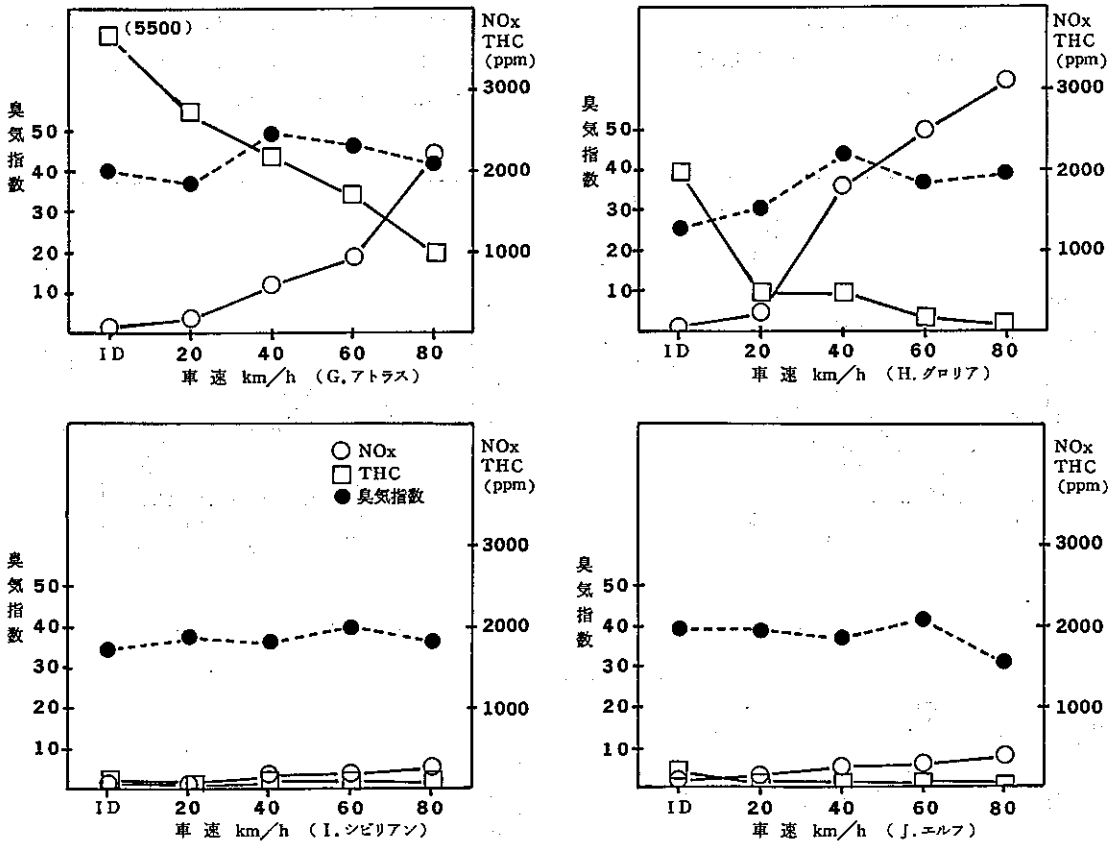 (5500)
NOx
THC
(ppm)
3000
2000
1000
臭気指数
50
40
30
20
10
ID 20 40 60 80
車速 km/h (G.アトラス)
NOx
THC
(ppm)
3000
2000
1000
臭気指数
50
40
30
20
10
ID 20 40 60 80
車速 km/h (H.グロリア)
○ NOx
□ THC
● 臭気指数
NOx
THC
(ppm)
3000
2000
1000
臭気指数
50
40
30
20
10
ID 20 40 60 80
車速 km/h (I.シビリアン)
NOx
THC
(ppm)
3000
2000
1000
臭気指数
50
40
30
20
10
ID 20 40 60 80
車速 km/h (J.エルフ)